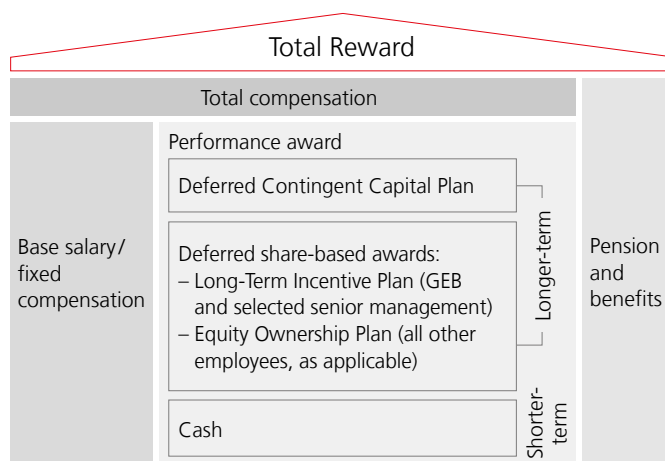 Total Reward
Total compensation
Base salary/
fixed
compensation
Performance award
Deferred Contingent Capital Plan
Deferred share-based awards:
– Long-Term Incentive Plan (GEB
and selected senior management)
– Equity Ownership Plan (all other
employees, as applicable)
Cash
Longer-term
Shorter-
term
Pension
and
benefits